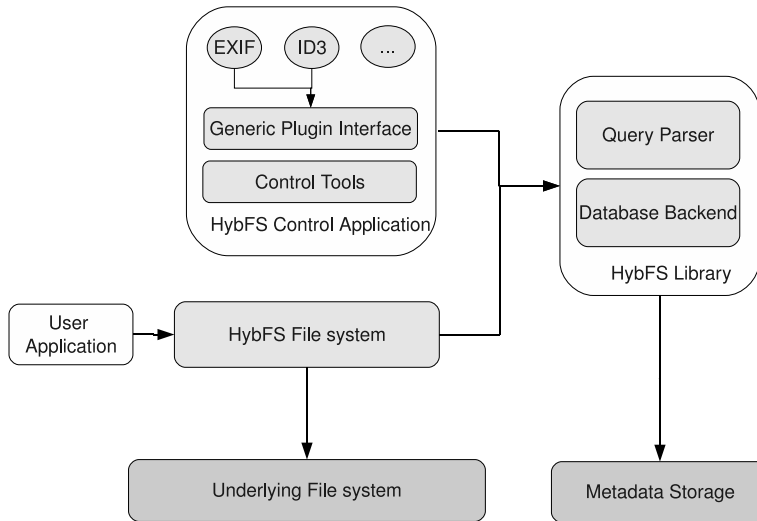 EXIF
ID3
...
Generic Plugin Interface
Control Tools
HybFS Control Application
Query Parser
Database Backend
HybFS Library
User
Application
HybFS File system
Underlying File system
Metadata Storage